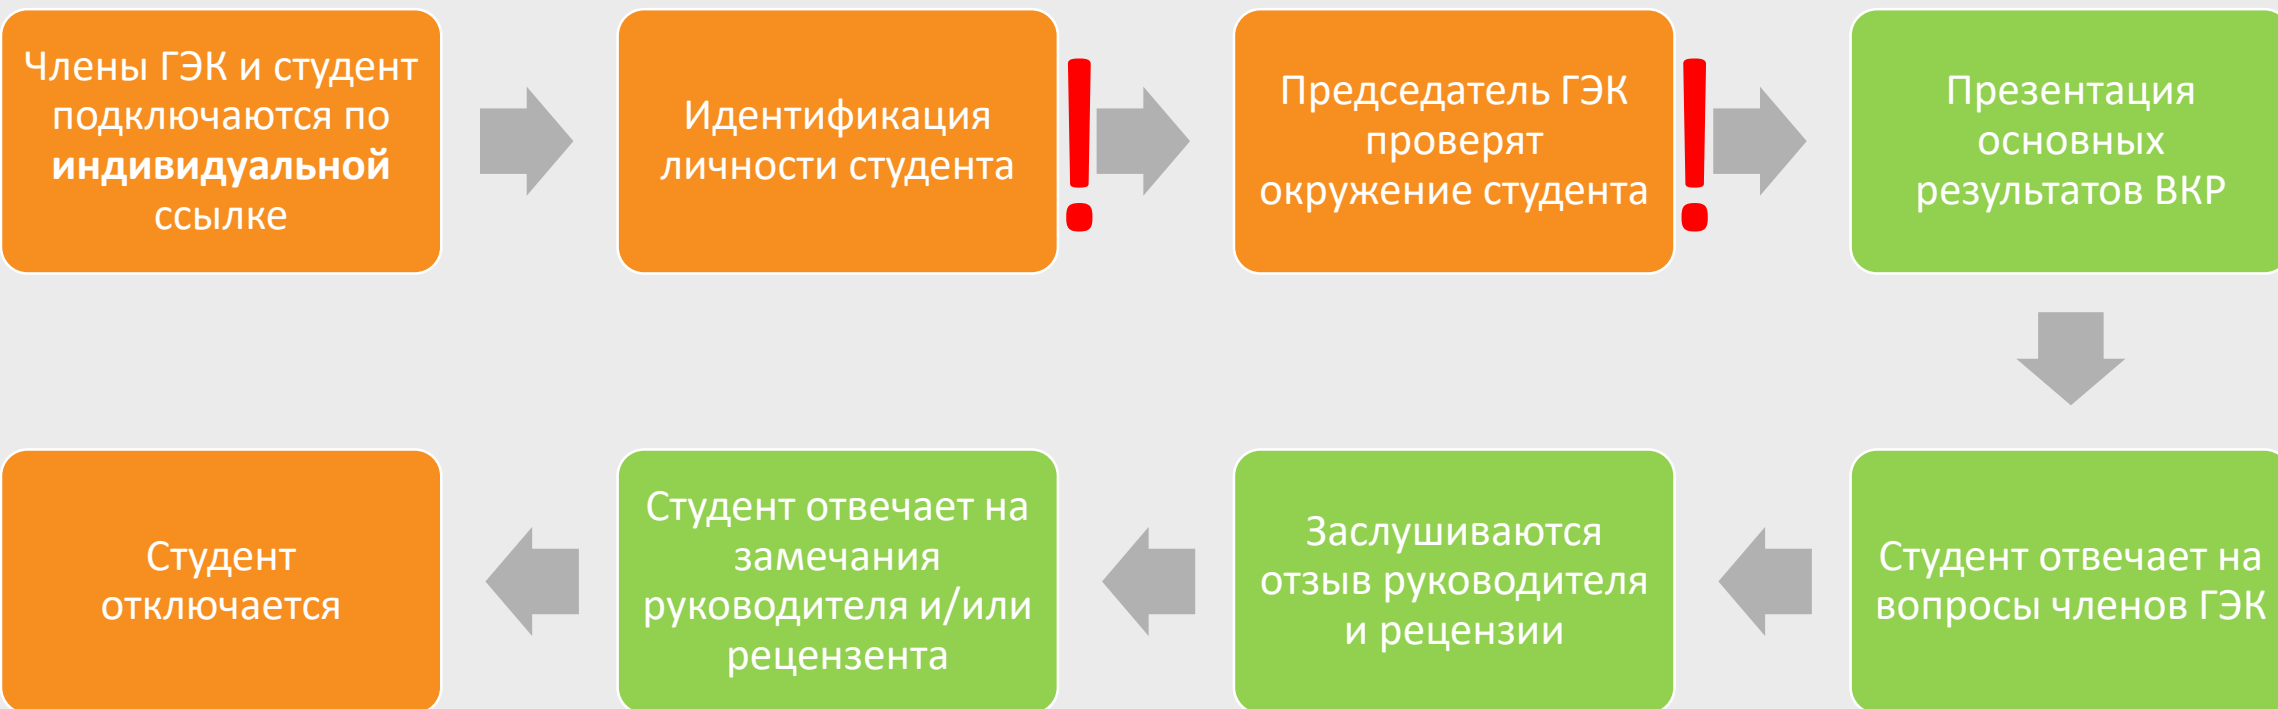 Члены ГЭК и студент
подключаются по
индивидуальной
ссылке
Идентификация
личности студента
!
Председатель ГЭК
проверят
окружение студента
!
Презентация
основных
результатов ВКР
Студент отвечает на
вопросы членов ГЭК
Заслушиваются
отзыв руководителя
и рецензии
Студент отвечает на
замечания
руководителя и/или
рецензента
Студент
отключается